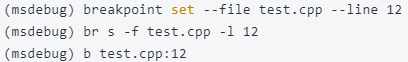 (msdebug) breakpoint set --file test.cpp --line 12
(msdebug) br s -f test.cpp -l 12
(msdebug) b test.cpp:12